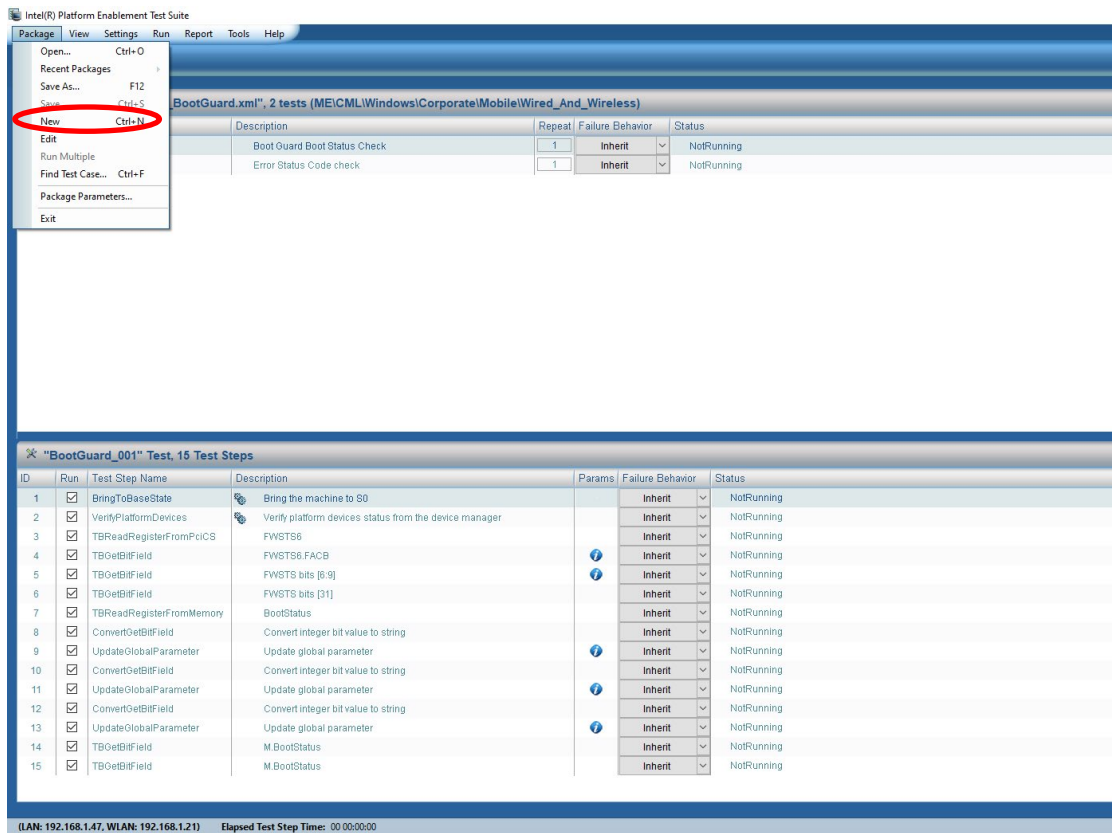 Intel(R) Platform Enablement Test Suite
Package View Settings Run Report Tools Help
Open... Ctrl+O
Recent Packages
Save As... F12
Save Ctrl+S
New Ctrl+N
Edit
Run Multiple
Find Test Case... Ctrl+F
Package Parameters...
Exit
_BootGuard.xml", 2 tests (ME\CML\Windows\Corporate\Mobile\Wired_And_Wireless)
Description Repeat Failure Behavior Status
Boot Guard Boot Status Check 1 Inherit NotRunning
Error Status Code check 1 Inherit NotRunning
"BootGuard_001" Test, 15 Test Steps
ID Run Test Step Name Description Params Failure Behavior Status
1 BringToBaseState Bring the machine to S0 Inherit NotRunning
2 VerifyPlatformDevices Verify platform devices status from the device manager Inherit NotRunning
3 TBReadRegisterFromPciCS FWSTS6 Inherit NotRunning
4 TBGetBitField FWSTS6.FACB Inherit NotRunning
5 TBGetBitField FWSTS bits [6:9] Inherit NotRunning
6 TBGetBitField FWSTS bits [31] Inherit NotRunning
7 TBReadRegisterFromMemory BootStatus Inherit NotRunning
8 ConvertGetBitField Convert integer bit value to string Inherit NotRunning
9 UpdateGlobalParameter Update global parameter Inherit NotRunning
10 ConvertGetBitField Convert integer bit value to string Inherit NotRunning
11 UpdateGlobalParameter Update global parameter Inherit NotRunning
12 ConvertGetBitField Convert integer bit value to string Inherit NotRunning
13 UpdateGlobalParameter Update global parameter Inherit NotRunning
14 TBGetBitField M.BootStatus Inherit NotRunning
15 TBGetBitField M.BootStatus Inherit NotRunning
(LAN: 192.168.1.47, WLAN: 192.168.1.21) Elapsed Test Step Time: 00 00:00:00